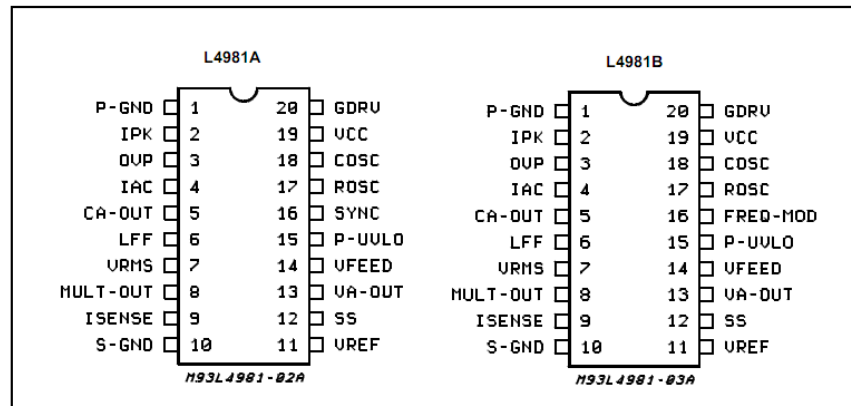 L4981A
P-GND 1 20 GDRV
IPK 2 19 VCC
OVP 3 18 COSC
IAC 4 17 ROSC
CA-OUT 5 16 SYNC
LFF 6 15 P-UVLO
VRMS 7 14 VFEED
MULT-OUT 8 13 VA-OUT
ISENSE 9 12 SS
S-GND 10 11 VREF
M93L4981-02A
L4981B
P-GND 1 20 GDRV
IPK 2 19 VCC
OVP 3 18 COSC
IAC 4 17 ROSC
CA-OUT 5 16 FREQ-MOD
LFF 6 15 P-UVLO
VRMS 7 14 VFEED
MULT-OUT 8 13 VA-OUT
ISENSE 9 12 SS
S-GND 10 11 VREF
M93L4981-03A